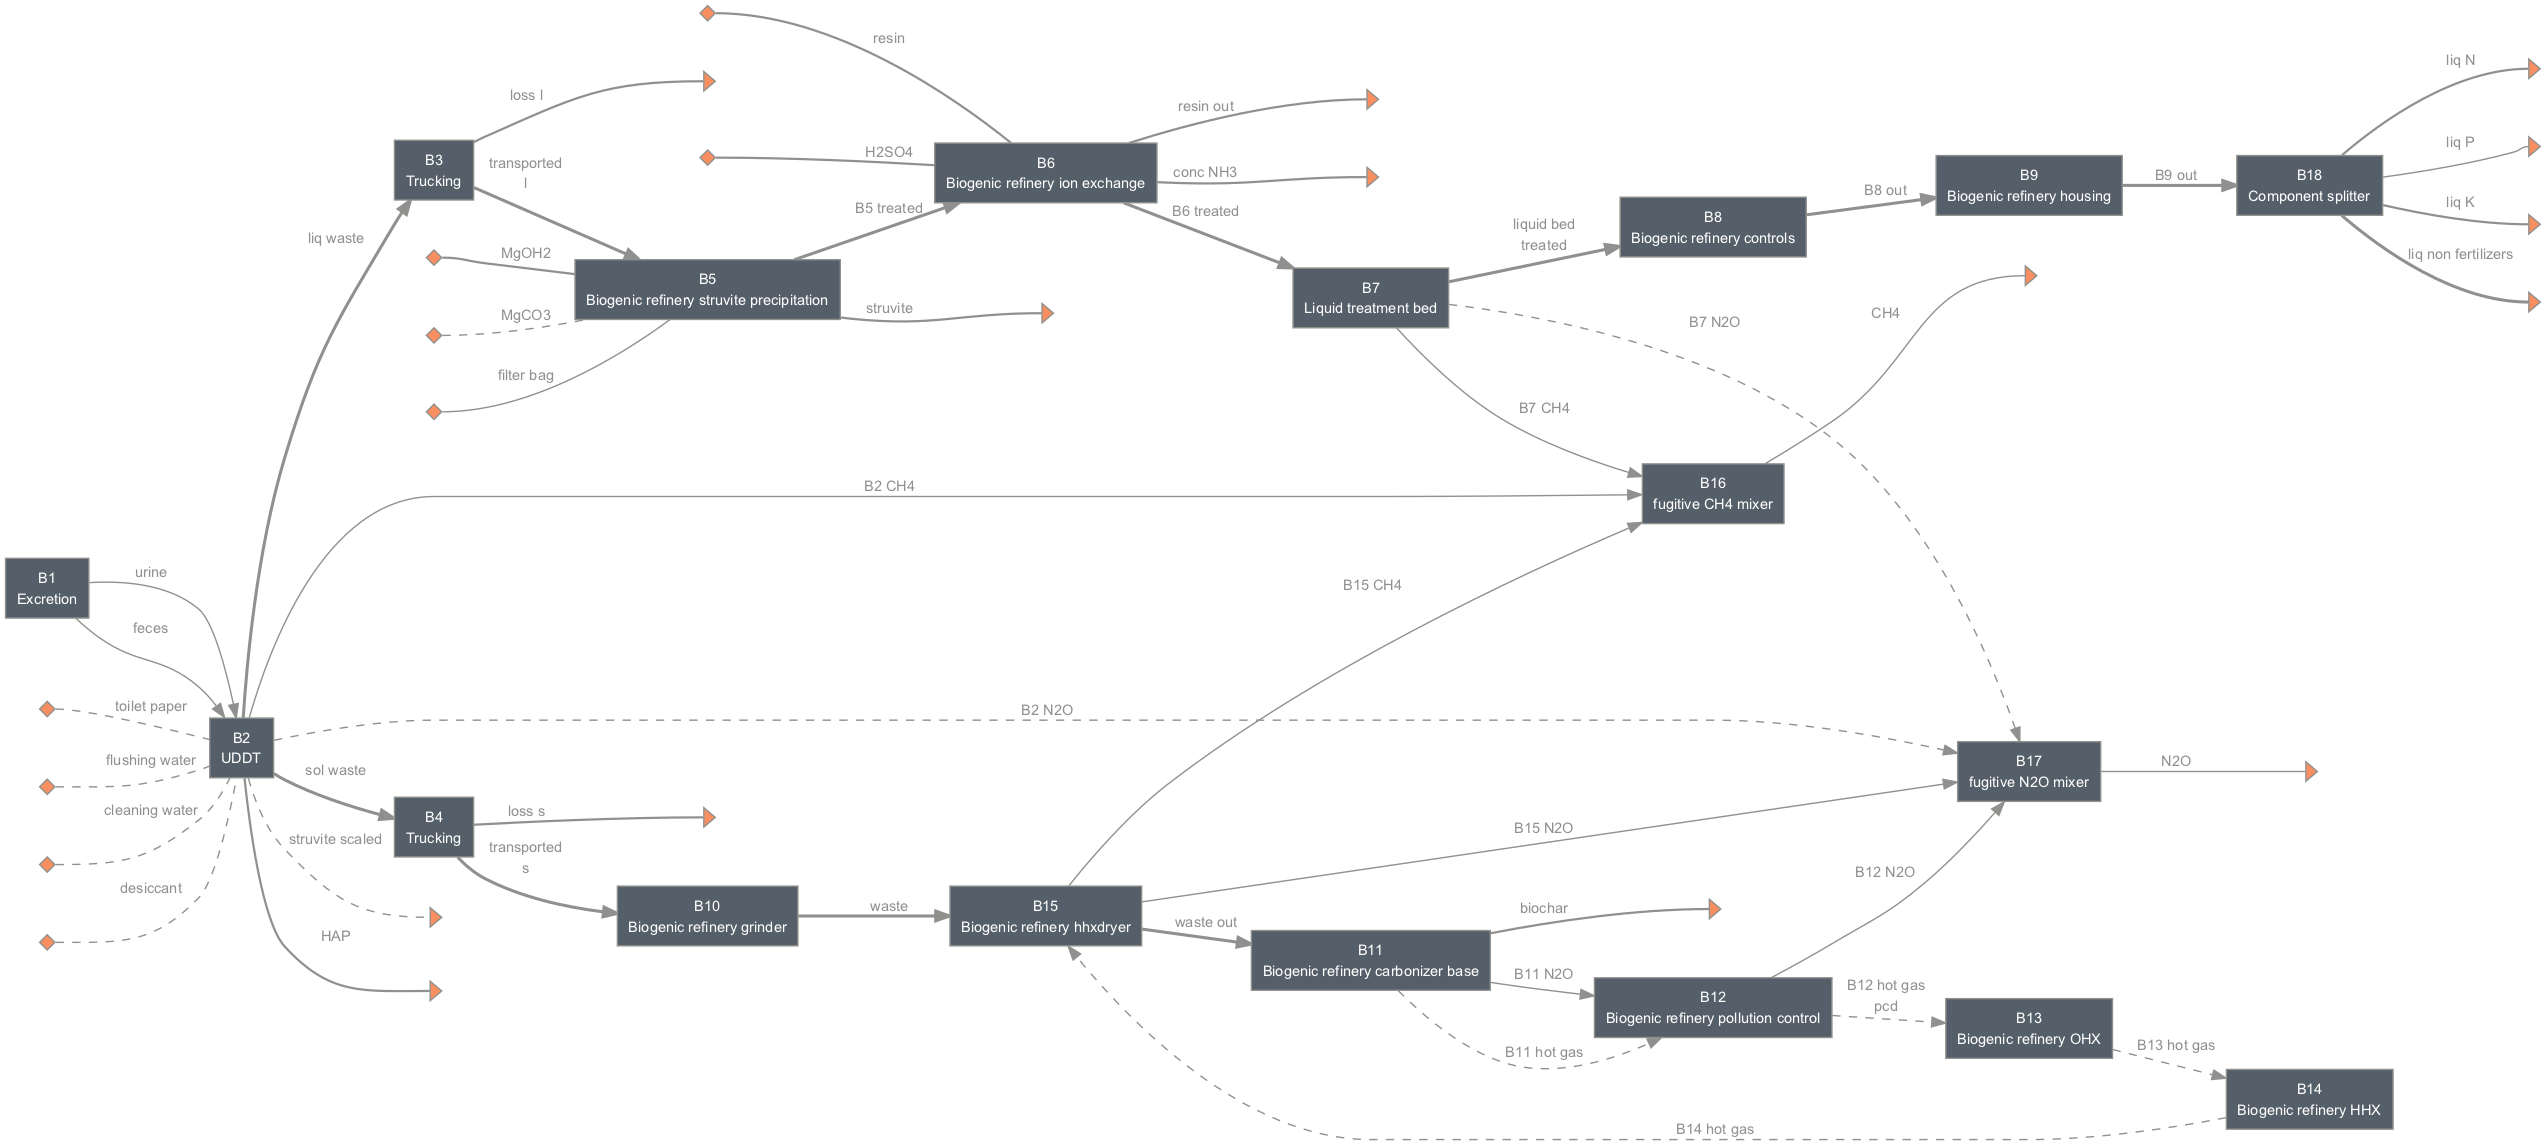 resin
loss l
B3
Trucking
transported
l
liq waste
H2SO4
B6
Biogenic refinery ion exchange
resin out
conc NH3
B5 treated
B6 treated
MgOH2
MgCO3
filter bag
B5
Biogenic refinery struvite precipitation
struvite
B7
Liquid treatment bed
liquid bed
treated
B8
Biogenic refinery controls
B8 out
B9
Biogenic refinery housing
B9 out
B18
Component splitter
liq N
liq P
liq K
liq non fertilizers
B7 N2O
B7 CH4
CH4
B2 CH4
B16
fugitive CH4 mixer
B15 CH4
B1
Excretion
urine
feces
toilet paper
flushing water
cleaning water
desiccant
B2
UDDT
B2 N2O
sol waste
struvite scaled
HAP
B4
Trucking
loss s
transported
s
B10
Biogenic refinery grinder
waste
B15
Biogenic refinery hhxdryer
waste out
B15 N2O
B17
fugitive N2O mixer
N2O
B12 N2O
biochar
B11
Biogenic refinery carbonizer base
B11 N2O
B11 hot gas
B12
Biogenic refinery pollution control
B12 hot gas
pcd
B13
Biogenic refinery OHX
B13 hot gas
B14
Biogenic refinery HHX
B14 hot gas